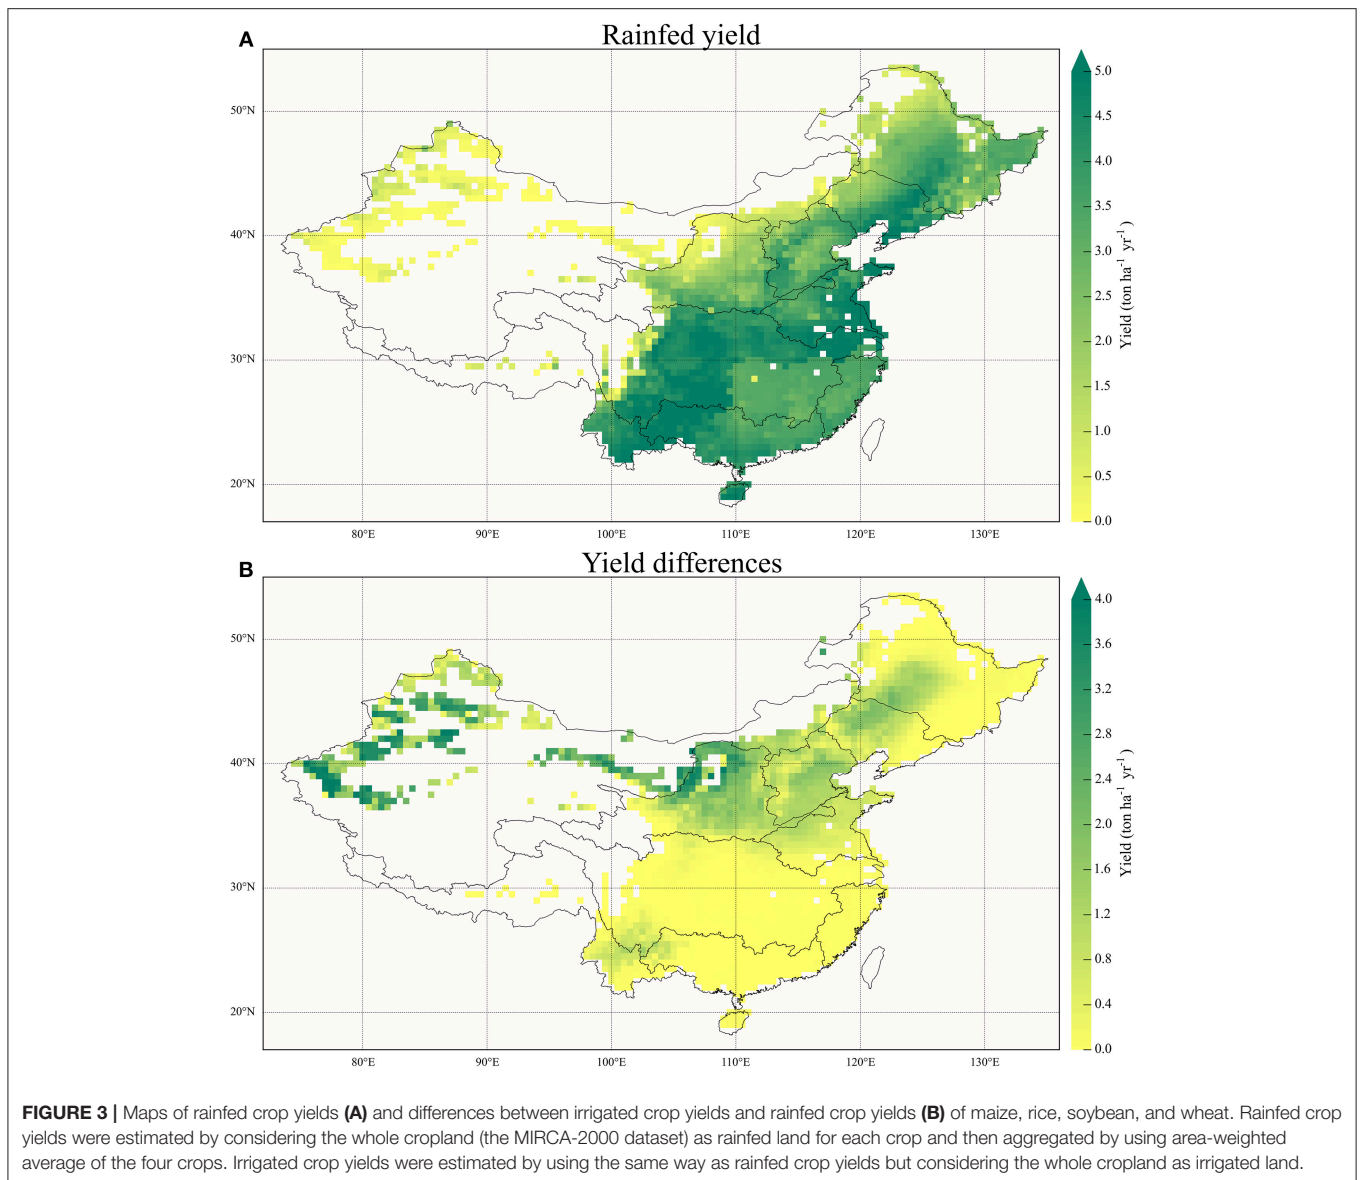 A
Rainfed yield
50°N
40°N
30°N
20°N
80°E
90°E
100°E
110°E
120°E
130°E
5.0
4.5
4.0
3.5
3.0
2.5
2.0
1.5
1.0
0.5
0.0
Yield (ton ha⁻¹ yr⁻¹)
B
Yield differences
50°N
40°N
30°N
20°N
80°E
90°E
100°E
110°E
120°E
130°E
4.0
3.6
3.2
2.8
2.4
2.0
1.6
1.2
0.8
0.4
0.0
Yield (ton ha⁻¹ yr⁻¹)
FIGURE 3 | Maps of rainfed crop yields (A) and differences between irrigated crop yields and rainfed crop yields (B) of maize, rice, soybean, and wheat. Rainfed crop
yields were estimated by considering the whole cropland (the MIRCA-2000 dataset) as rainfed land for each crop and then aggregated by using area-weighted
average of the four crops. Irrigated crop yields were estimated by using the same way as rainfed crop yields but considering the whole cropland as irrigated land.